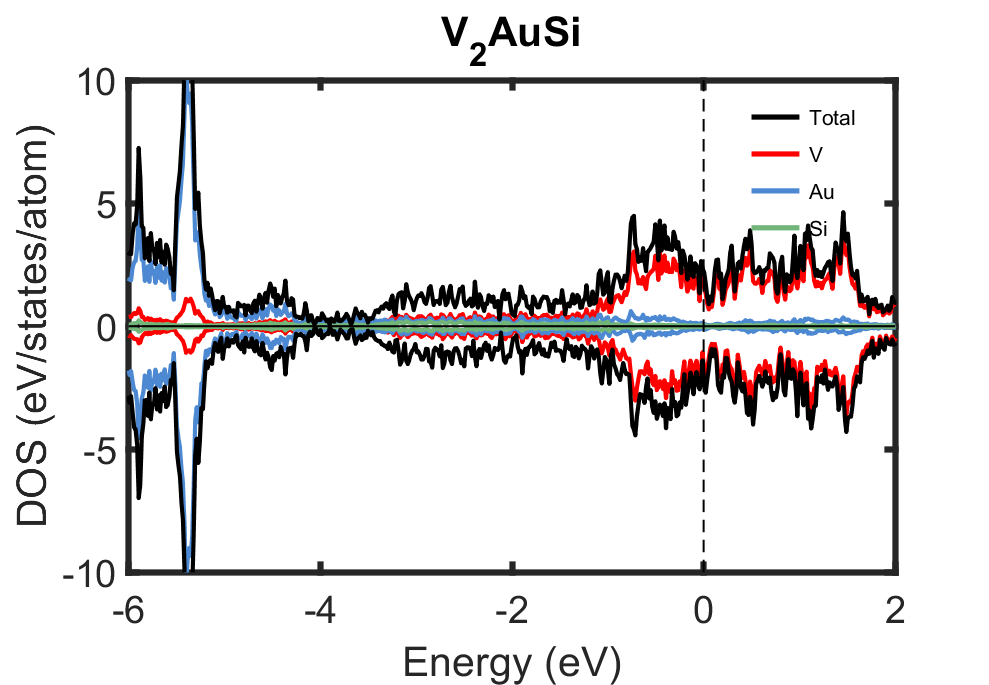 V₂AuSi
DOS (eV/states/atom)
10
5
0
-5
-10
Total
V
Au
Si
-6
-4
-2
0
2
Energy (eV)